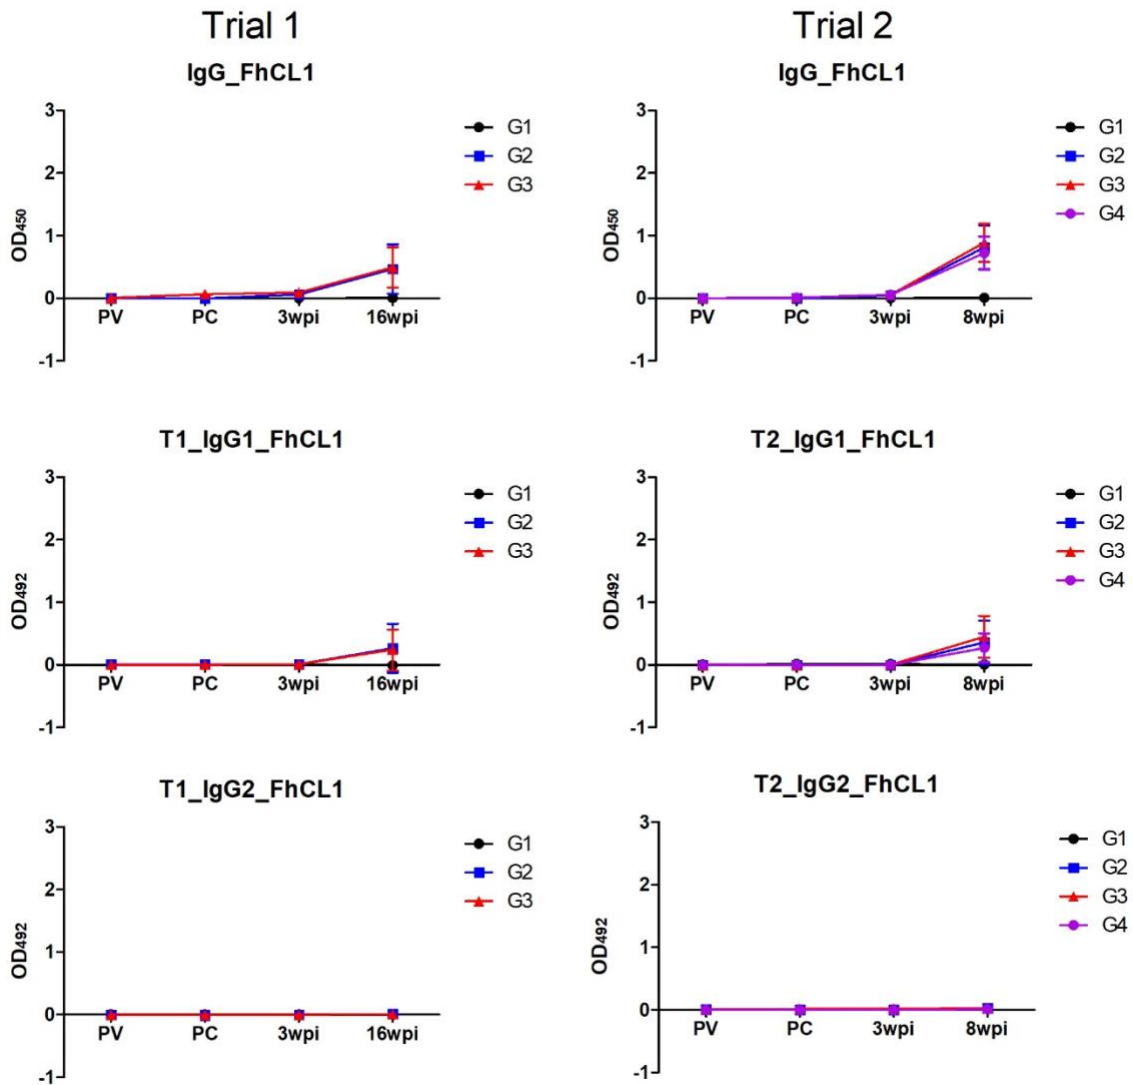 Trial 1
Trial 2
IgG_FhCL1
3
2
1
0
-1
OD450
PV
PC
3wpi
16wpi
G1
G2
G3
IgG_FhCL1
3
2
1
0
-1
OD450
PV
PC
3wpi
8wpi
G1
G2
G3
G4
T1_IgG1_FhCL1
3
2
1
0
-1
OD492
PV
PC
3wpi
16wpi
G1
G2
G3
T2_IgG1_FhCL1
3
2
1
0
-1
OD492
PV
PC
3wpi
8wpi
G1
G2
G3
G4
T1_IgG2_FhCL1
3
2
1
0
-1
OD492
PV
PC
3wpi
16wpi
G1
G2
G3
T2_IgG2_FhCL1
3
2
1
0
-1
OD492
PV
PC
3wpi
8wpi
G1
G2
G3
G4